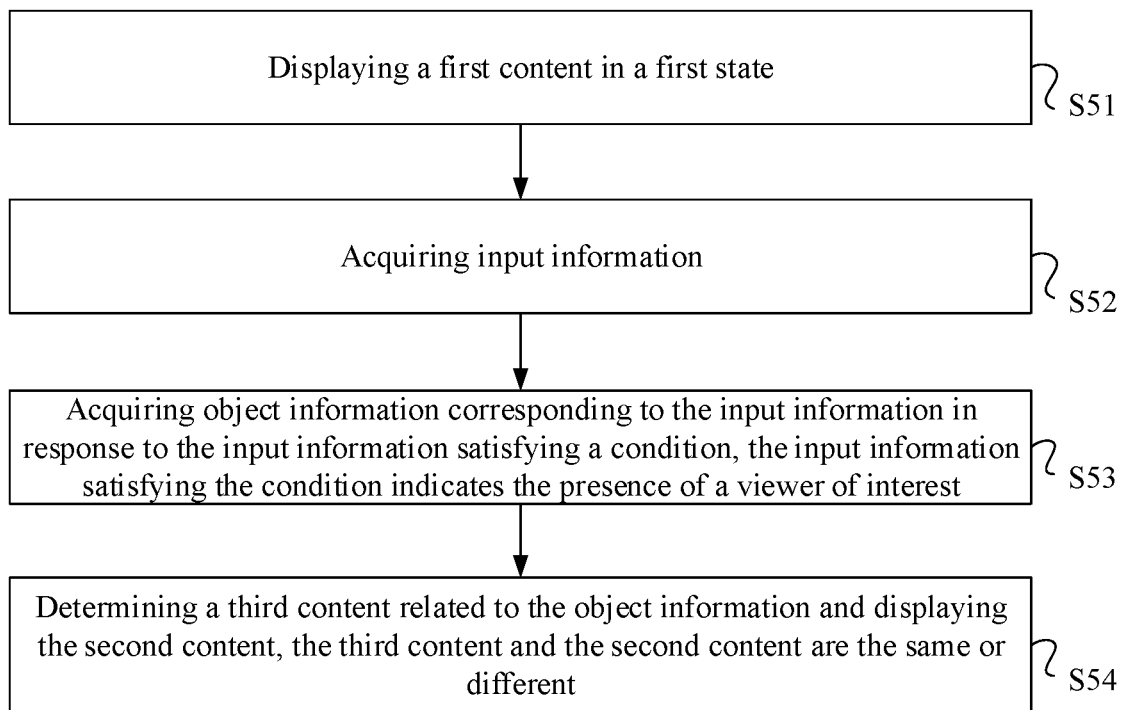 Displaying a first content in a first state
S51
Acquiring input information
S52
Acquiring object information corresponding to the input information in
response to the input information satisfying a condition, the input information
satisfying the condition indicates the presence of a viewer of interest
S53
Determining a third content related to the object information and displaying
the second content, the third content and the second content are the same or
different
S54